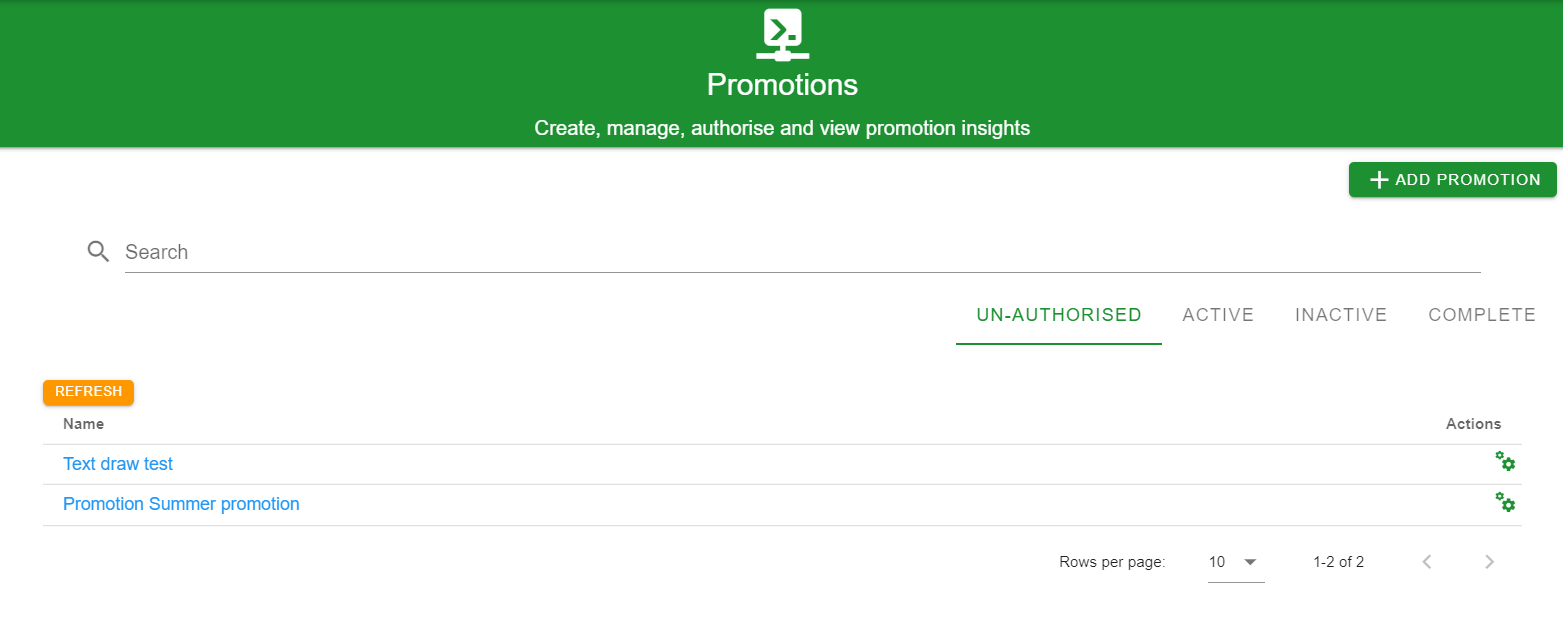 Promotions
Create, manage, authorise and view promotion insights
ADD PROMOTION
Search
UN-AUTHORISED ACTIVE INACTIVE COMPLETE
REFRESH
Name Actions
Text draw test
Promotion Summer promotion
Rows per page: 10 1-2 of 2